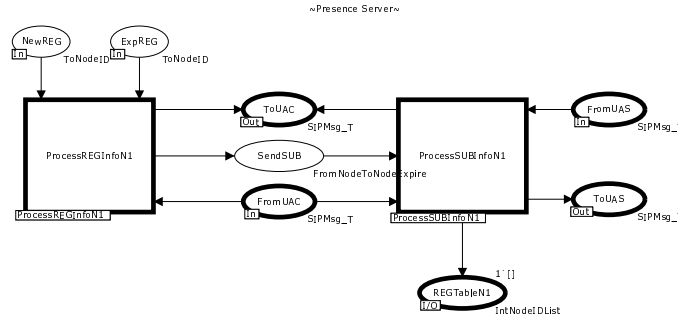 ~Presence Server~
NewREG
In
ToNodeID
ExpREG
In
ToNodeID
ToUAC
Out
SIPMsg_T
FromUAS
In
SIPMsg_T
ProcessREGInfoN1
ProcessREGInfoN1
SendSUB
FromNodeToNodeExpire
ProcessSUBInfoN1
ProcessSUBInfoN1
FromUAC
In
SIPMsg_T
ToUAS
Out
SIPMsg_
1`[]
REGTableN1
I/O
IntNodeIDList